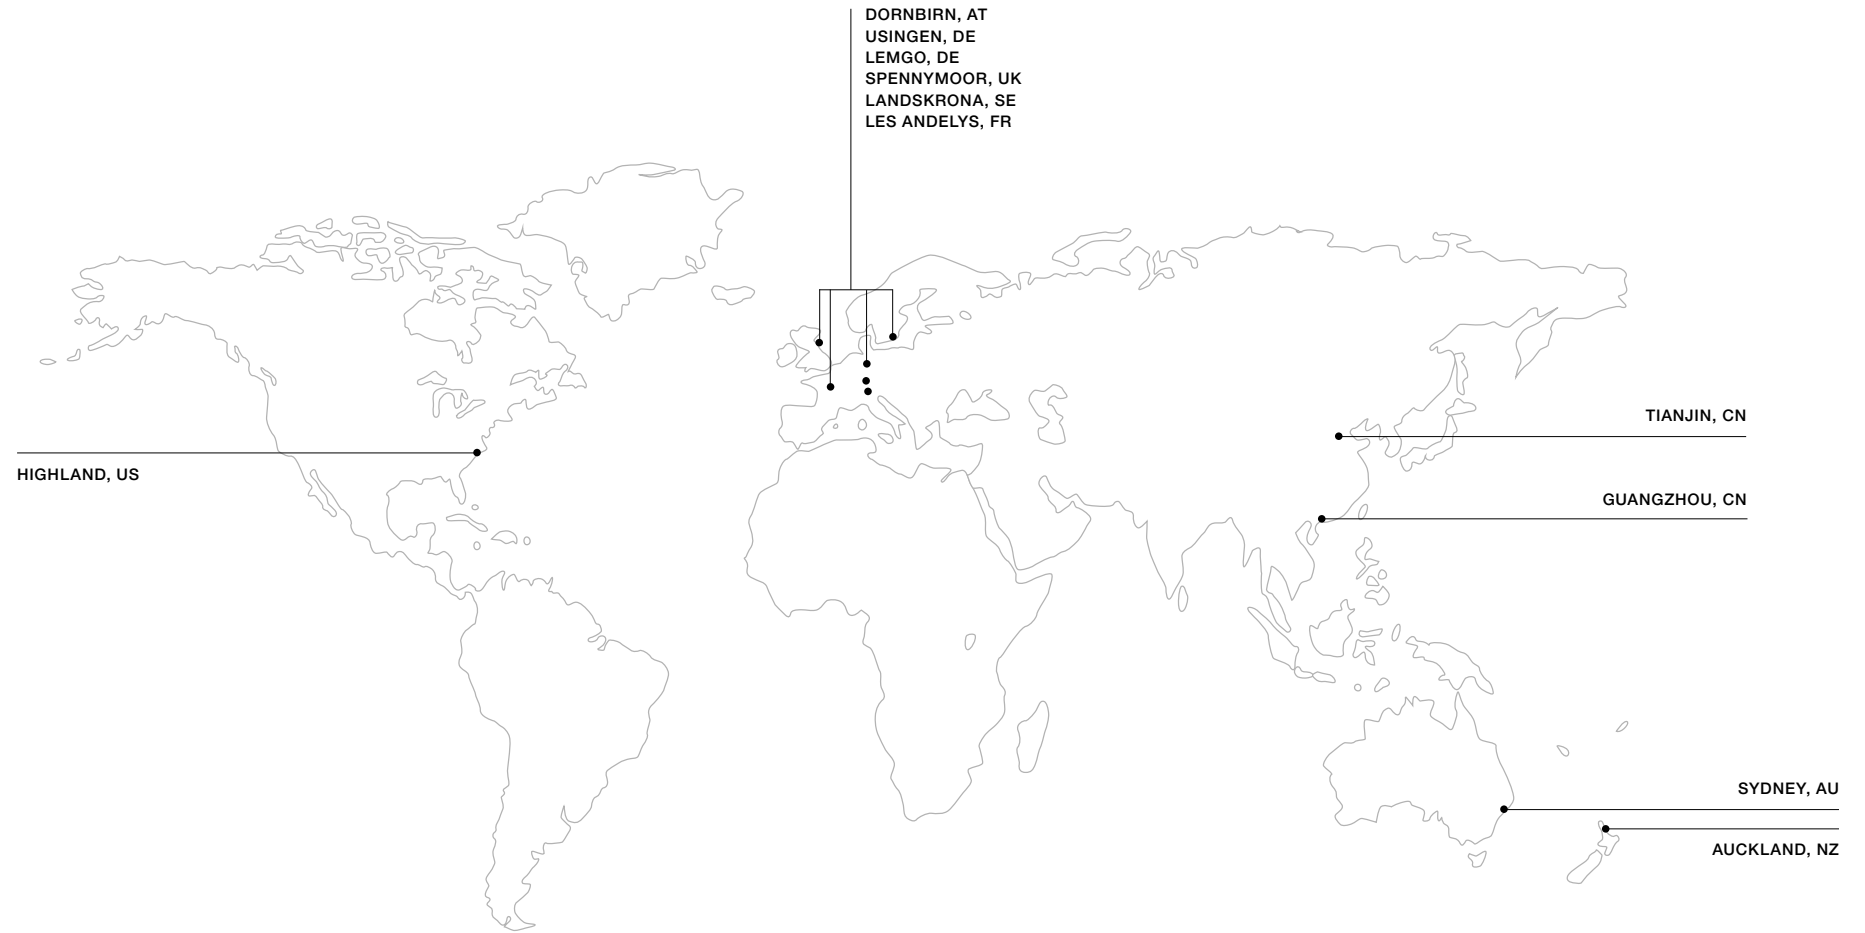 DORNBIRN, AT
USINGEN, DE
LEMGO, DE
SPENNYMOOR, UK
LANDSKRONA, SE
LES ANDELYS, FR
TIANJIN, CN
HIGHLAND, US
GUANGZHOU, CN
SYDNEY, AU
AUCKLAND, NZ